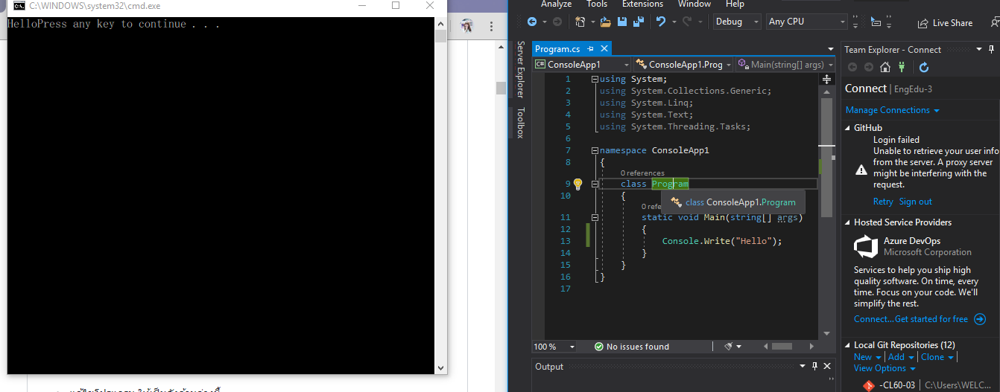 C:\WINDOWS\system32\cmd.exe
HelloPress any key to continue . . .
Analyze Tools Extensions Window Help
Debug Any CPU Live Share
Server Explorer
Toolbox
Program.cs
C# ConsoleApp1 ConsoleApp1.Prog Main(string[] args)
1 using System;
2 using System.Collections.Generic;
3 using System.Linq;
4 using System.Text;
5 using System.Threading.Tasks;
6
7 namespace ConsoleApp1
8 {
0 references
9 class Program
10 {
class ConsoleApp1.Program
0 refe
11 static void Main(string[] args)
12 {
13 Console.Write("Hello");
14 }
15 }
16 }
17
100 % No issues found
Output
Team Explorer - Connect
Connect | EngEdu-3
Manage Connections
GitHub
Login failed
Unable to retrieve your user info
from the server. A proxy server
might be interfering with the
request.
Retry Sign out
Hosted Service Providers
Azure DevOps
Microsoft Corporation
Services to help you ship high
quality software. On time, every
time. Focus on your code. We'll
simplify the rest.
Connect... Get started for free
Local Git Repositories (12)
New | Add | Clone |
View Options
-CL60-03 | C:\Users\WELC...